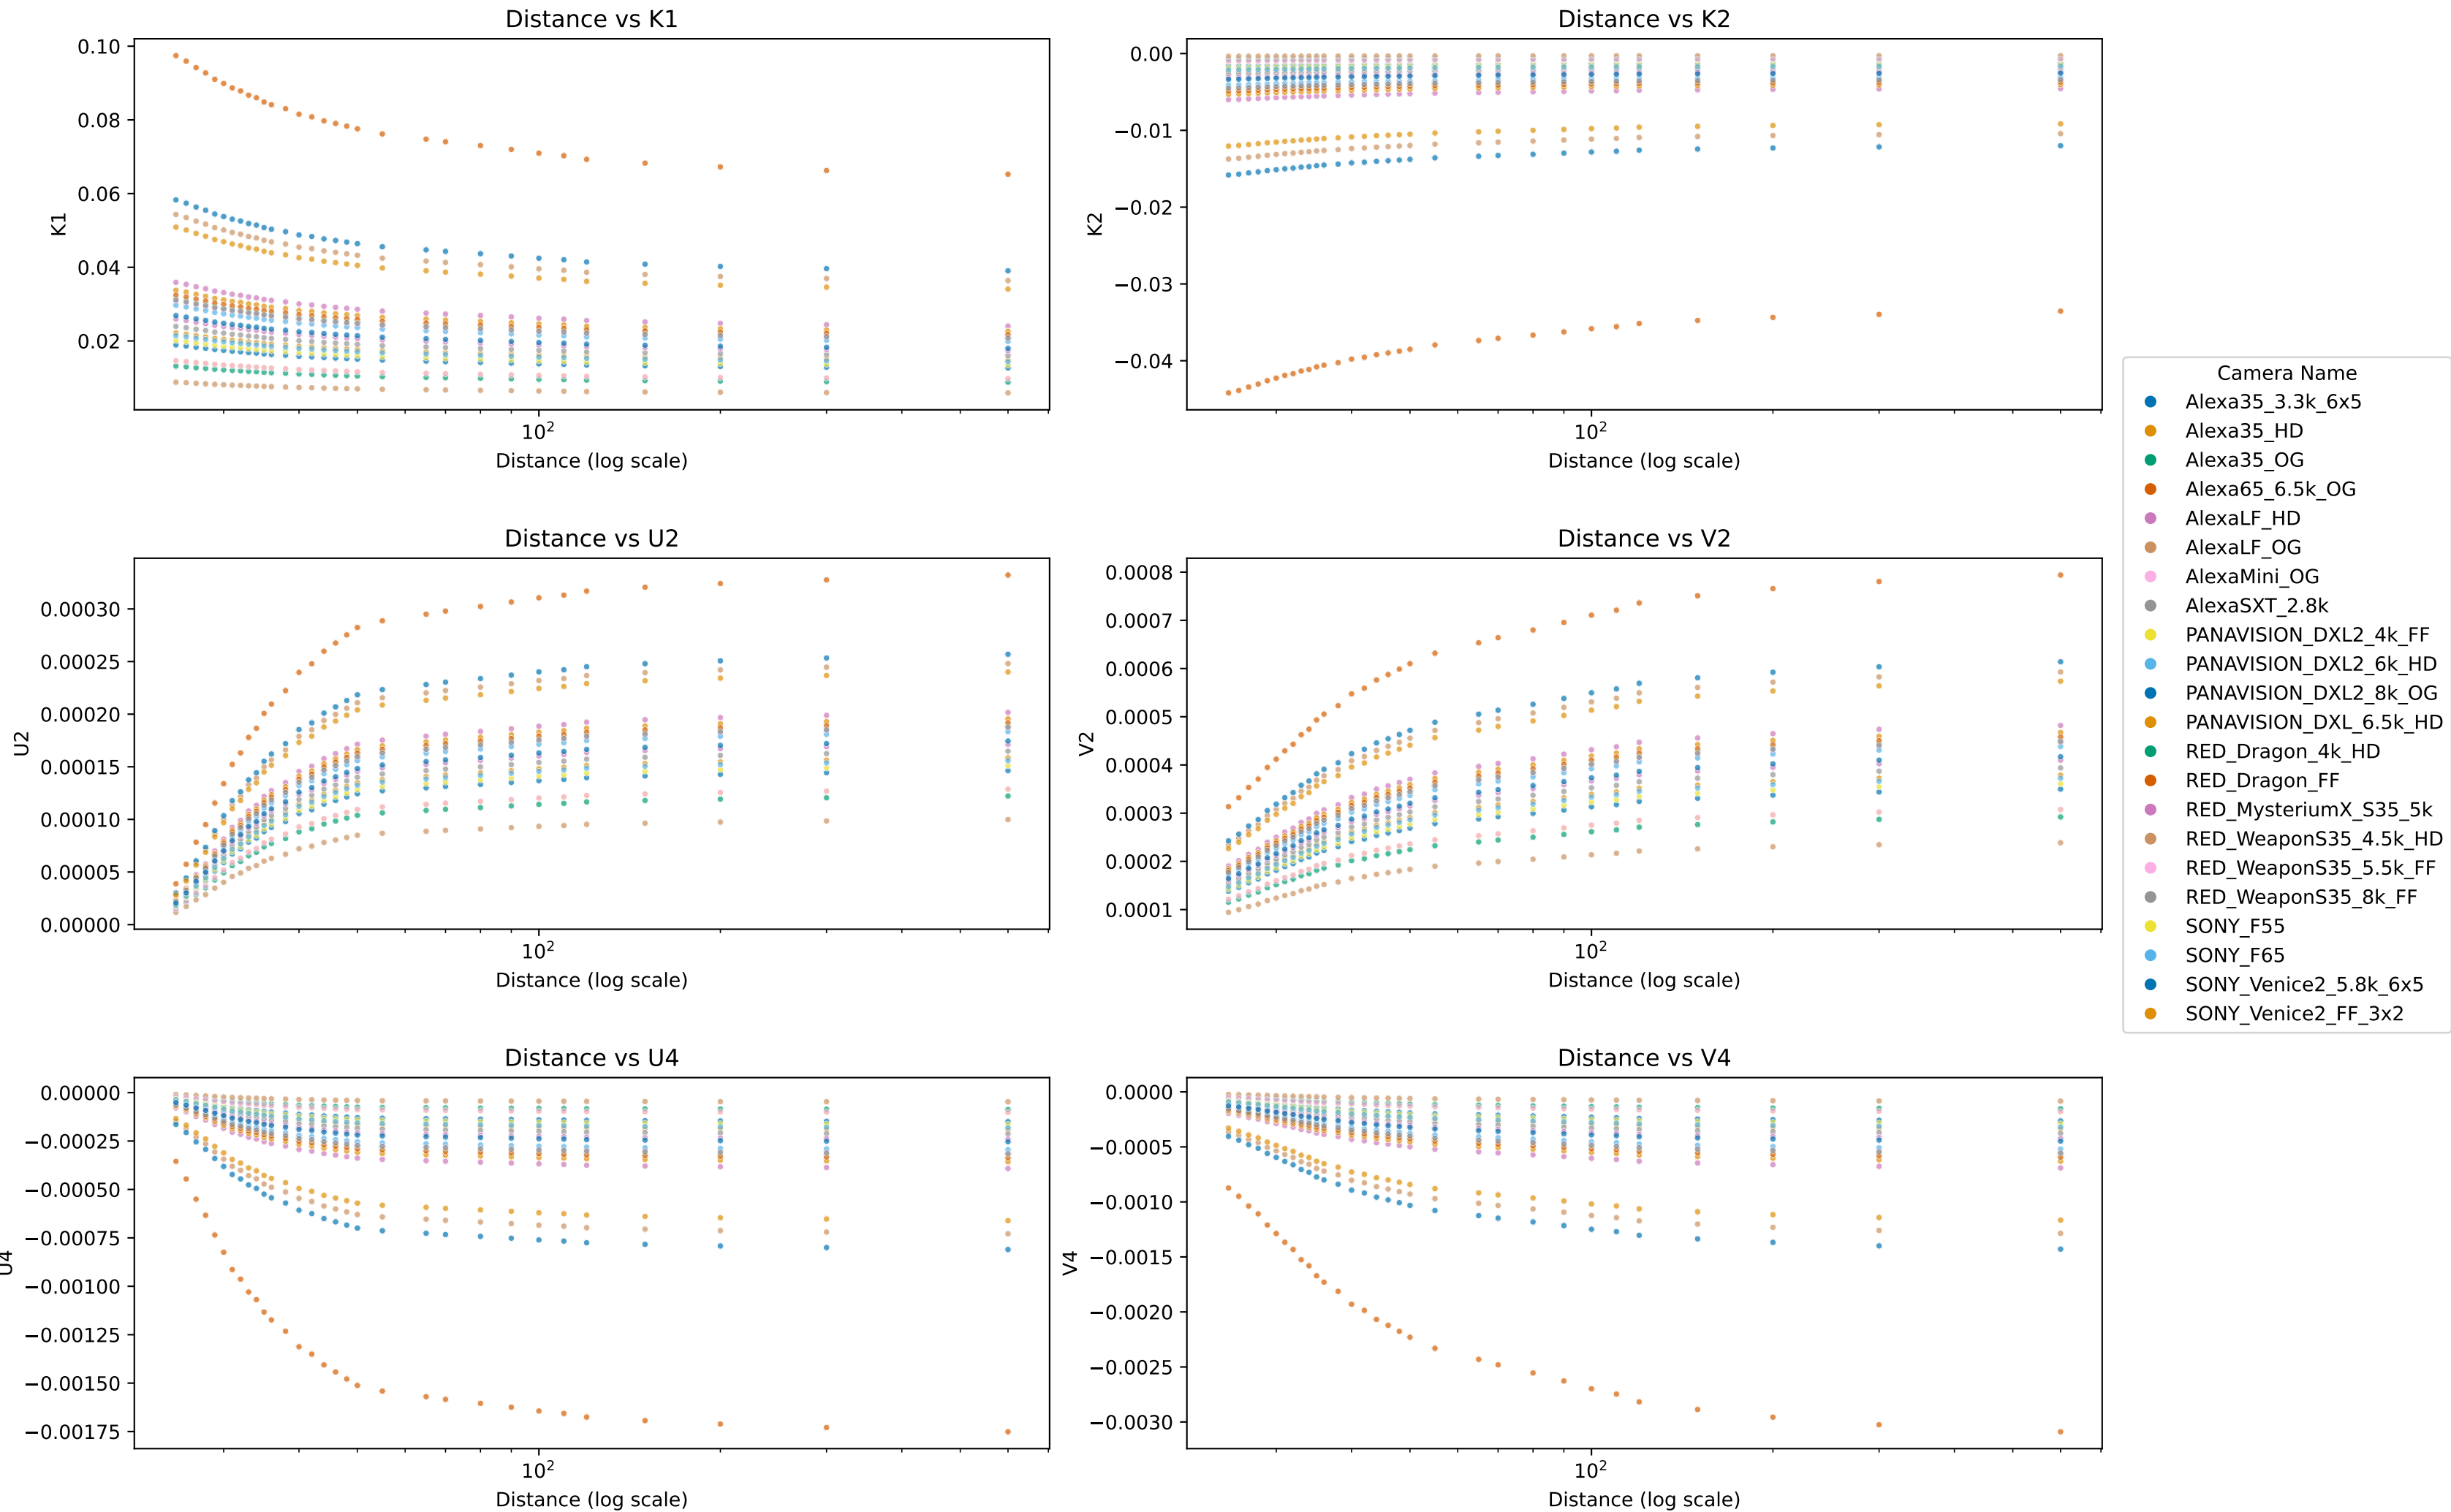 Distance vs K1
0.10
0.08
0.06
0.04
0.02
K1
10²
Distance (log scale)
Distance vs K2
0.00
−0.01
−0.02
−0.03
−0.04
K2
10²
Distance (log scale)
Distance vs U2
0.00030
0.00025
0.00020
0.00015
0.00010
0.00005
0.00000
U2
10²
Distance (log scale)
Distance vs V2
0.0008
0.0007
0.0006
0.0005
0.0004
0.0003
0.0002
0.0001
V2
10²
Distance (log scale)
Distance vs U4
0.00000
−0.00025
−0.00050
−0.00075
−0.00100
−0.00125
−0.00150
−0.00175
U4
10²
Distance (log scale)
Distance vs V4
0.0000
−0.0005
−0.0010
−0.0015
−0.0020
−0.0025
−0.0030
V4
10²
Distance (log scale)
Camera Name
Alexa35_3.3k_6x5
Alexa35_HD
Alexa35_OG
Alexa65_6.5k_OG
AlexaLF_HD
AlexaLF_OG
AlexaMini_OG
AlexaSXT_2.8k
PANAVISION_DXL2_4k_FF
PANAVISION_DXL2_6k_HD
PANAVISION_DXL2_8k_OG
PANAVISION_DXL_6.5k_HD
RED_Dragon_4k_HD
RED_Dragon_FF
RED_MysteriumX_S35_5k
RED_WeaponS35_4.5k_HD
RED_WeaponS35_5.5k_FF
RED_WeaponS35_8k_FF
SONY_F55
SONY_F65
SONY_Venice2_5.8k_6x5
SONY_Venice2_FF_3x2